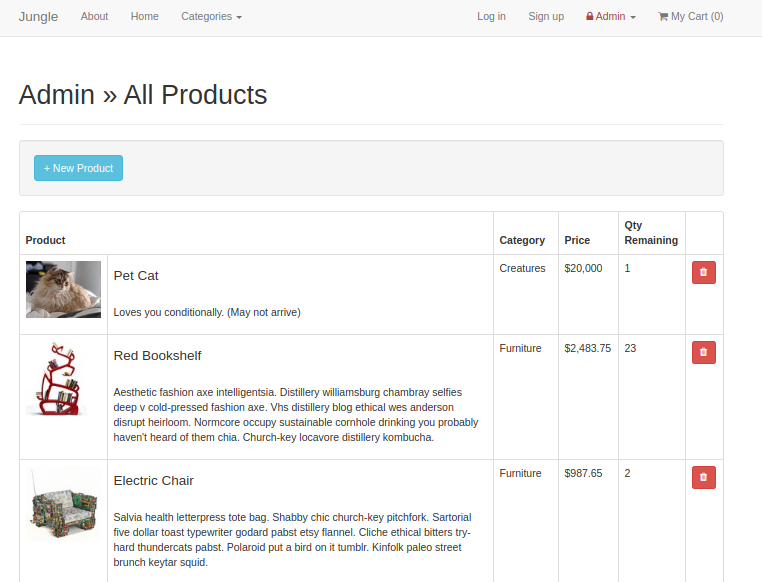 Jungle About Home Categories Log in Sign up Admin My Cart (0)
Admin » All Products
+ New Product
Product Category Price Qty Remaining
Pet Cat Creatures $20,000 1
Loves you conditionally. (May not arrive)
Red Bookshelf Furniture $2,483.75 23
Aesthetic fashion axe intelligentsia. Distillery williamsburg chambray selfies
deep v cold-pressed fashion axe. Vhs distillery blog ethical wes anderson
disrupt heirloom. Normcore occupy sustainable cornhole drinking you probably
haven't heard of them chia. Church-key locavore distillery kombucha.
Electric Chair Furniture $987.65 2
Salvia health letterpress tote bag. Shabby chic church-key pitchfork. Sartorial
five dollar toast typewriter godard pabst etsy flannel. Cliche ethical bitters try-
hard thundercats pabst. Polaroid put a bird on it tumblr. Kinfolk paleo street
brunch keytar squid.